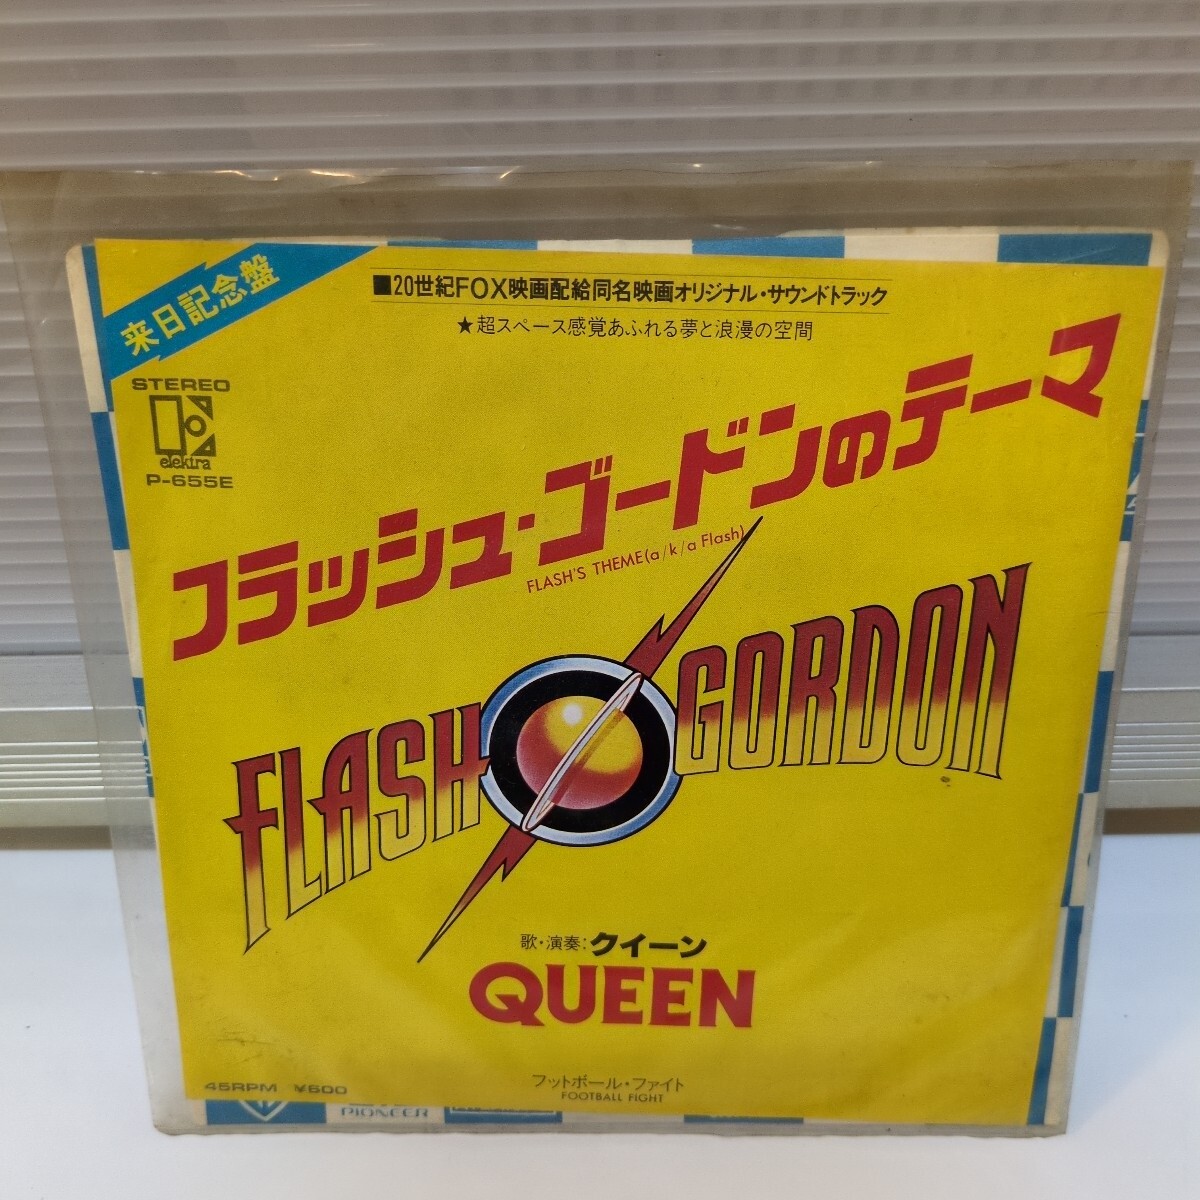 来日記念盤
■20世紀FOX映画配給同名映画オリジナル・サウンドトラック
★超スペース感覚あふれる夢と浪漫の空間
STEREO
elektra
P-655E
フラッシュ・ゴードンのテーマ
FLASH'S THEME (a/k/a Flash)
FLASH GORDON
歌・演奏:クイーン
QUEEN
45RPM ¥600
フットボール・ファイト
FOOTBALL FIGHT
PIONEER